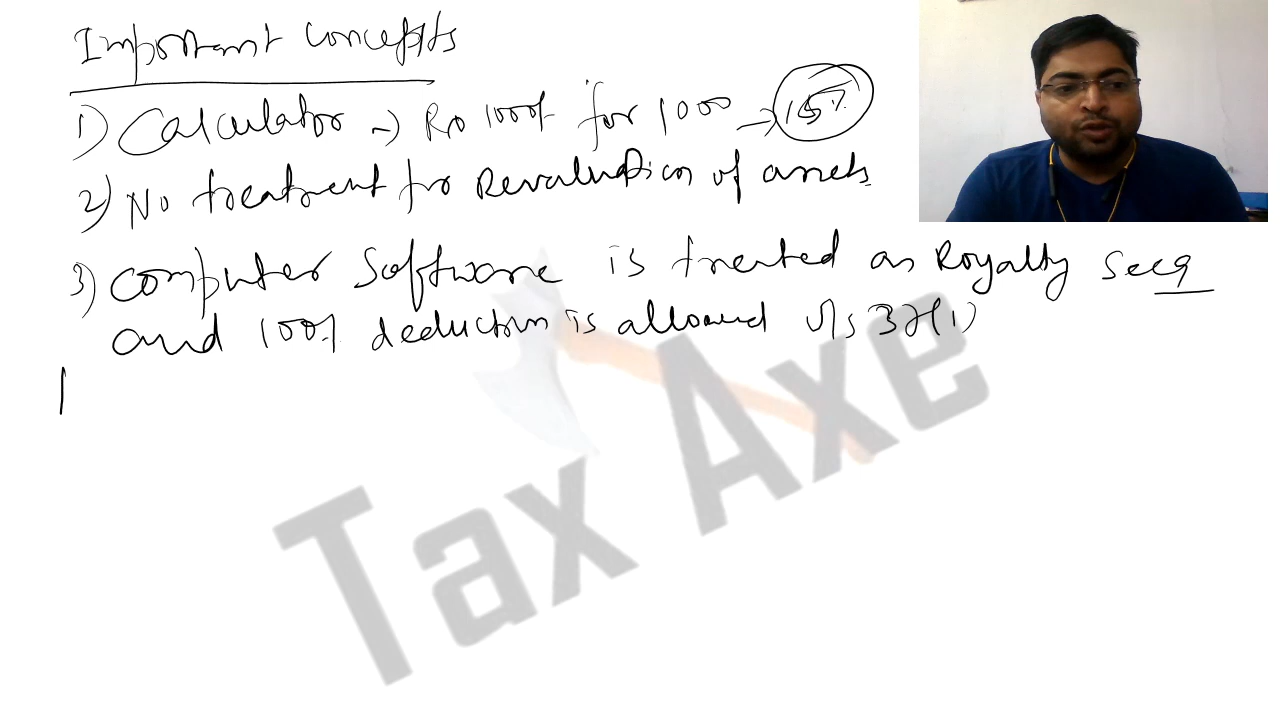 Important concepts
1) Calculator → Rs 100/- for 1000 → 15%
2) No treatment for Revaluation of assets
3) Computer Software is treated as Royalty Sec 9
and 100% deduction is allowed u/s 37(1)
Tax Axe